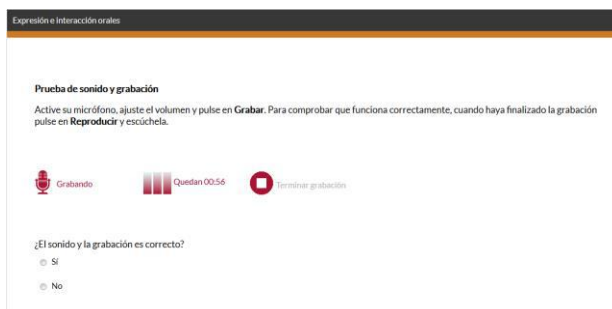 Expresión e interacción orales
Prueba de sonido y grabación
Active su micrófono, ajuste el volumen y pulse en Grabar. Para comprobar que funciona correctamente, cuando haya finalizado la grabación
pulse en Reproducir y escúchela.
Grabando
Quedan 00:56
Terminar grabación
¿El sonido y la grabación es correcto?
Sí
No